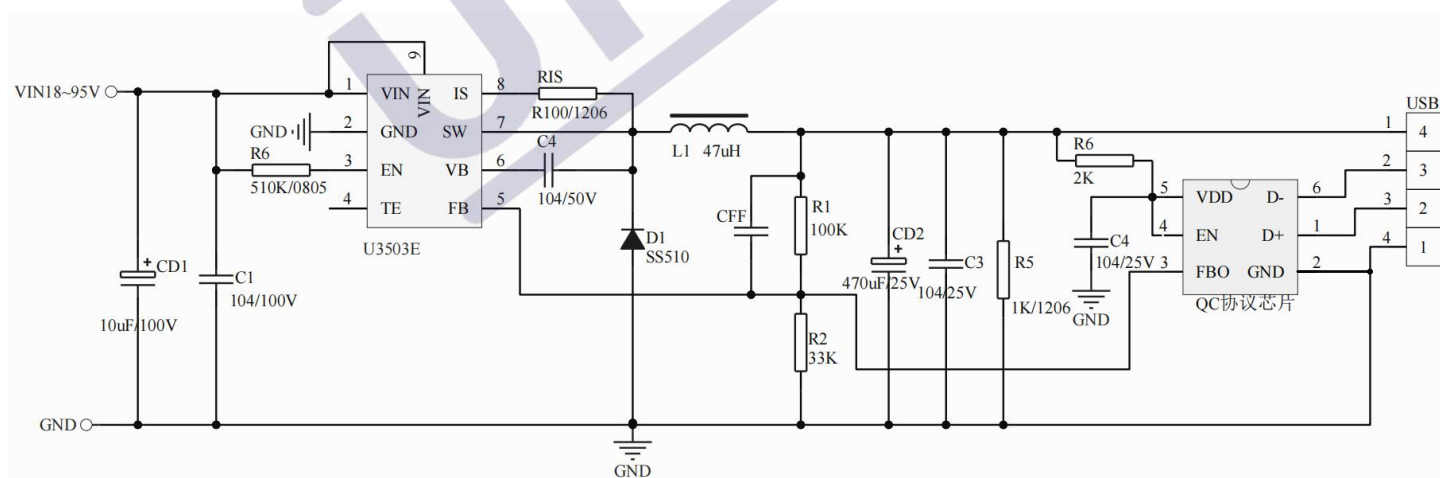 VIN18~95V
1
VIN
9
VIN
IS
8
RIS
R100/1206
GND
2
GND
SW
7
R6
510K/0805
3
EN
VB
6
C4
104/50V
4
TE
FB
5
U3503E
L1 47uH
D1
SS510
CD1
10uF/100V
C1
104/100V
CFF
R1
100K
R2
33K
CD2
470uF/25V
C3
104/25V
R5
1K/1206
R6
2K
C4
104/25V
GND
5
VDD
D-
6
4
EN
D+
1
3
FBO
GND
2
QC协议芯片
USB
1
4
2
3
3
2
4
1
GND
GND